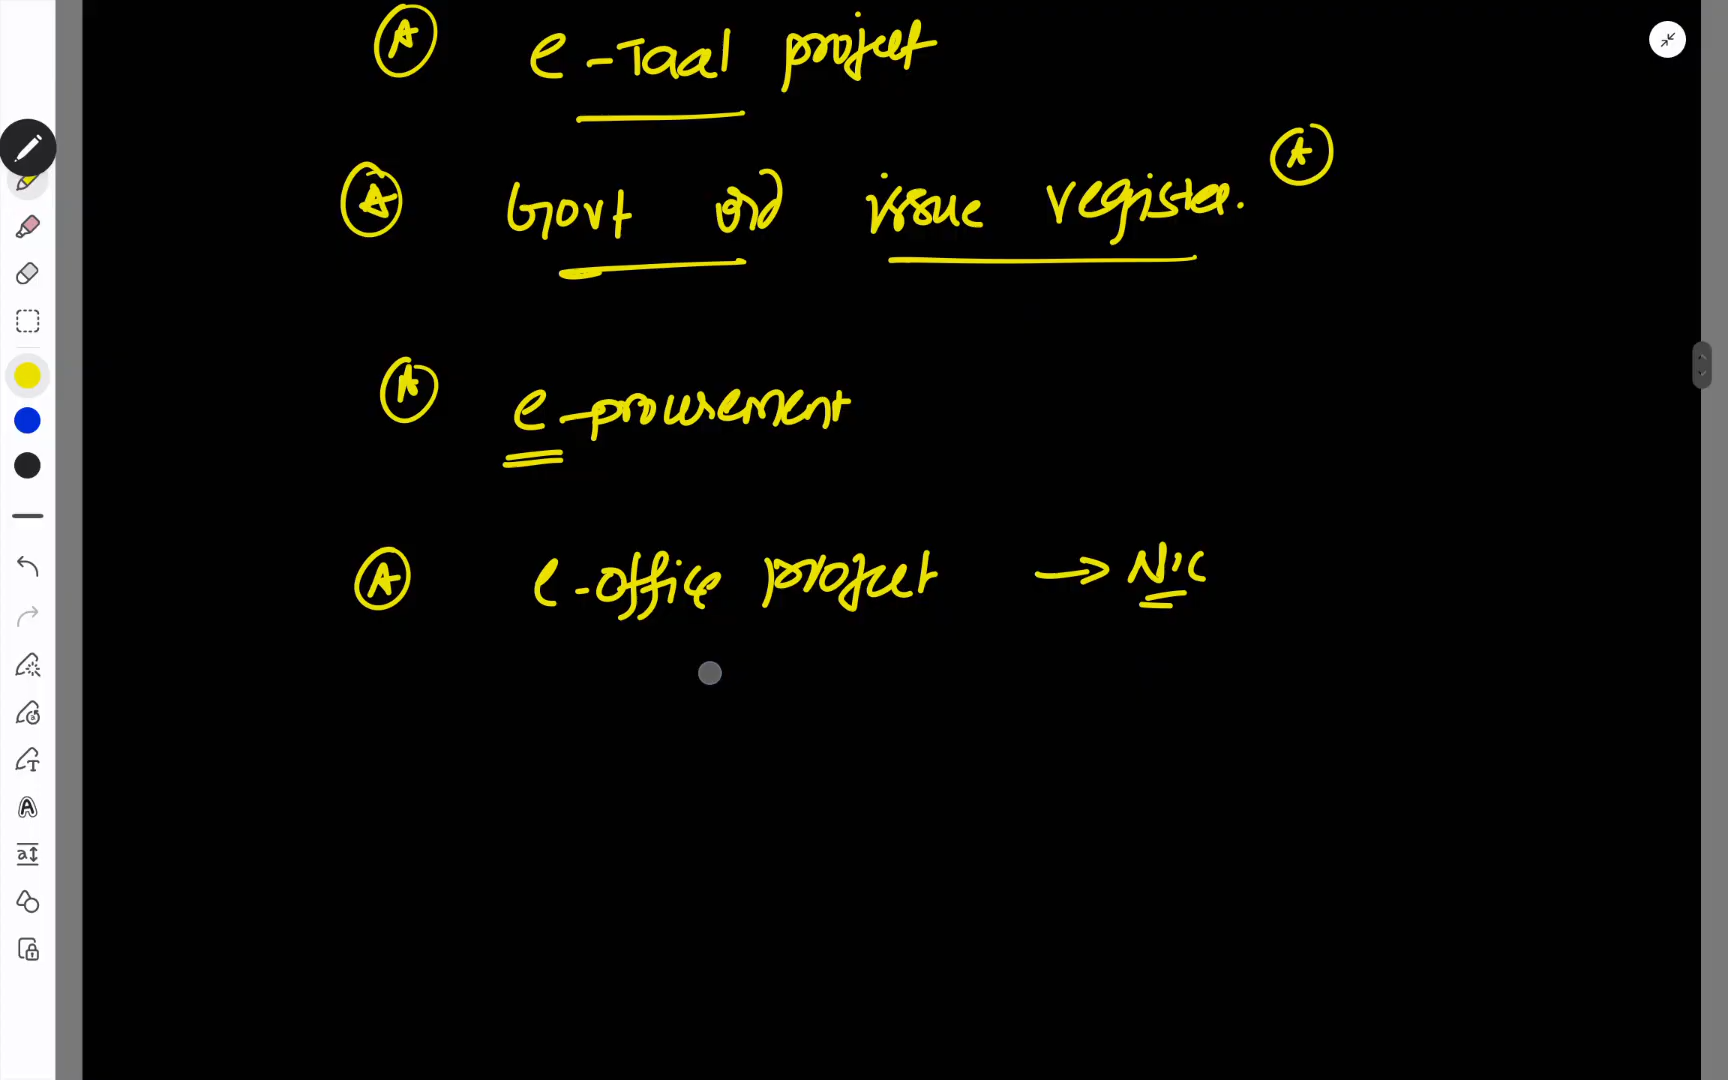 A e-Taal project
A Govt ord issue register. A
A e-procurement
A e-office project → NIC